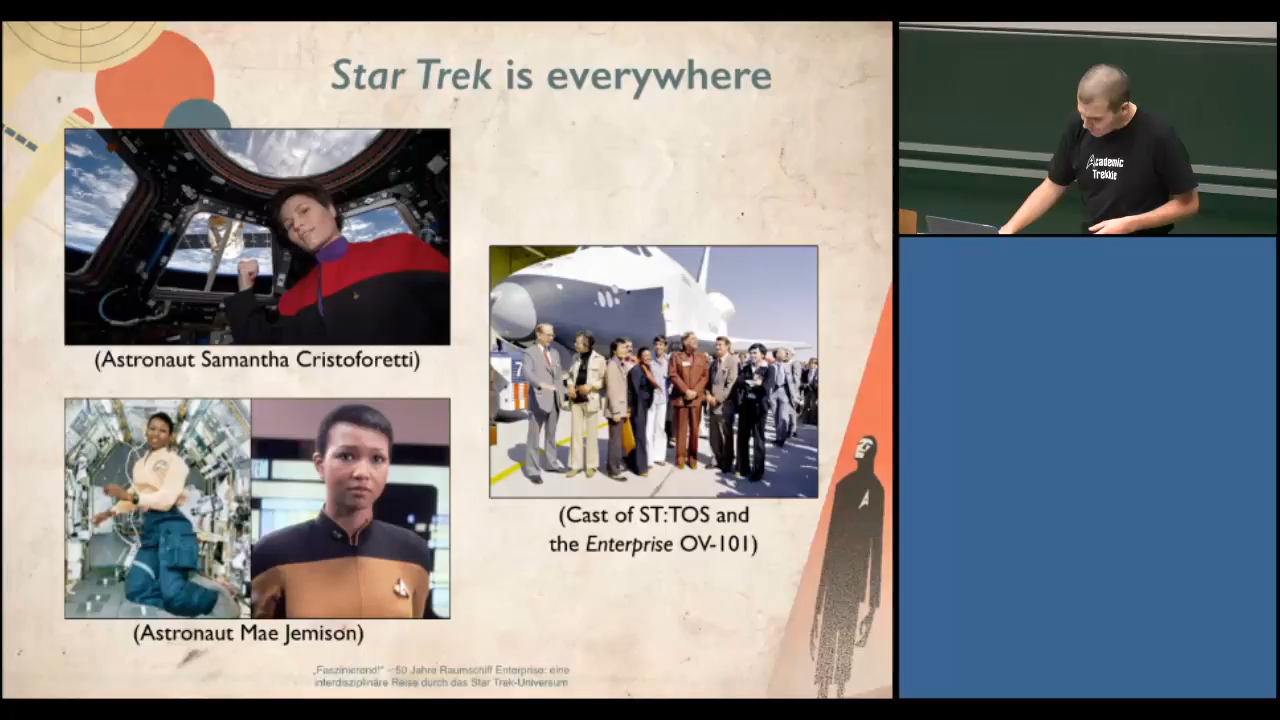 Star Trek is everywhere
(Astronaut Samantha Cristoforetti)
(Astronaut Mae Jemison)
7
(Cast of ST:TOS and
the Enterprise OV-101)
„Faszinierend!“ – 50 Jahre Raumschiff Enterprise: eine
interdisziplinäre Reise durch das Star Trek-Universum
Academic
Trekkie